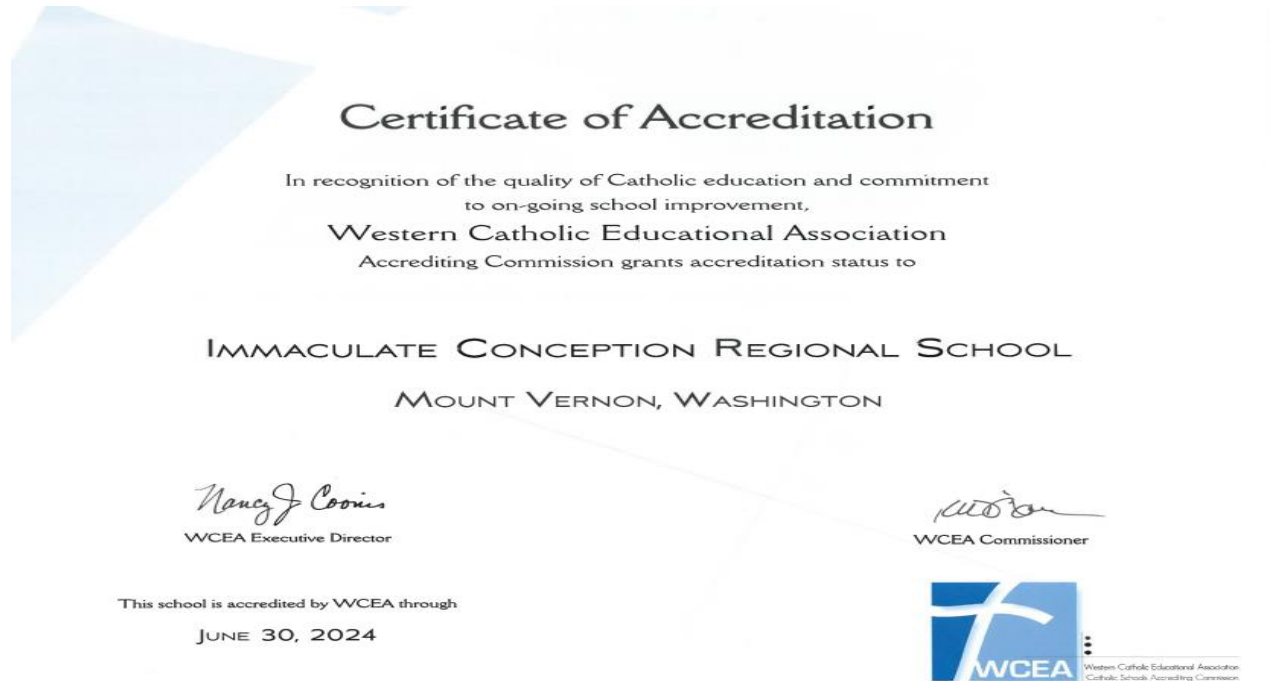 Certificate of Accreditation
In recognition of the quality of Catholic education and commitment
to on-going school improvement,
Western Catholic Educational Association
Accrediting Commission grants accreditation status to
IMMACULATE CONCEPTION REGIONAL SCHOOL
MOUNT VERNON, WASHINGTON
Nancy J
WCEA Executive Director
WCEA Commissioner
This school is accredited by WCEA through
JUNE 30, 2024
WCEA
Western Catholic Educational Association
Catholic Schools Accrediting Commission